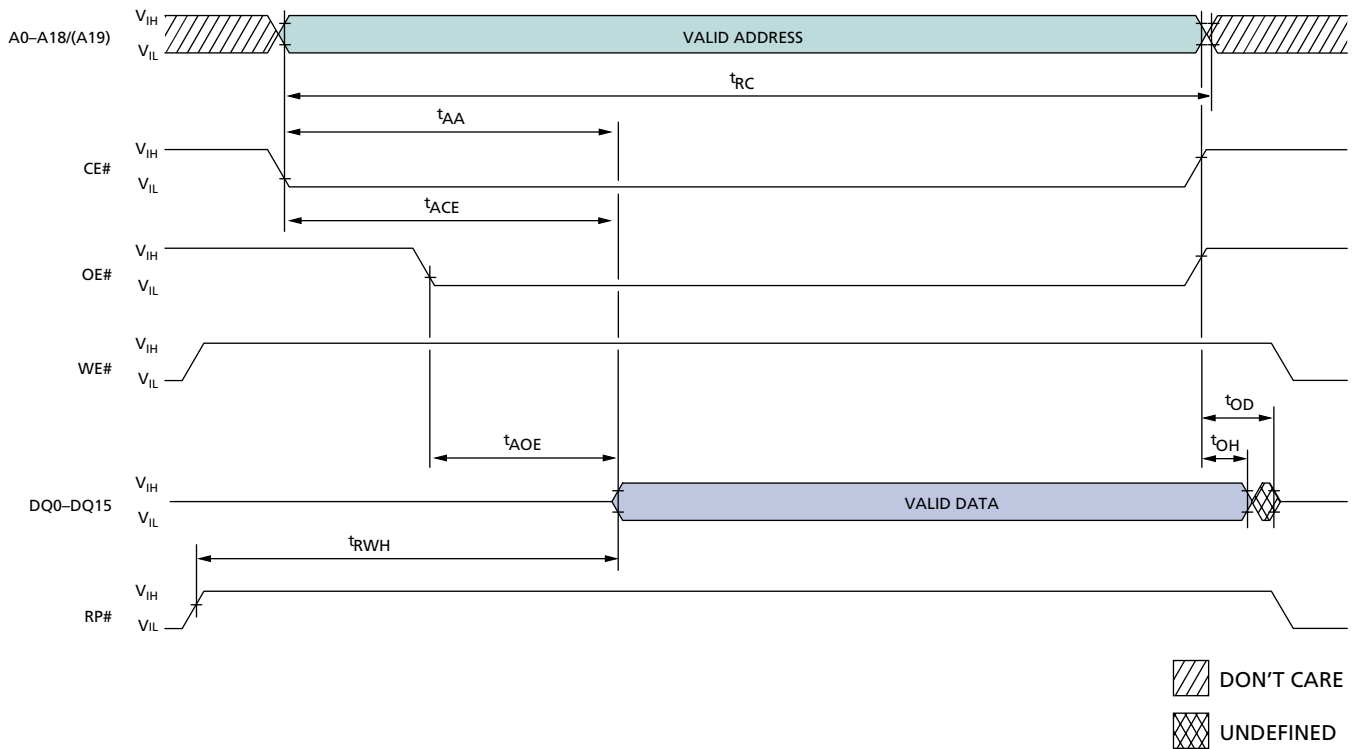 VIH
A0–A18/(A19)
VALID ADDRESS
VIL
tRC
tAA
VIH
CE#
VIL
tACE
VIH
OE#
VIL
VIH
WE#
VIL
tOD
tAOE
tOH
VIH
DQ0–DQ15
VALID DATA
VIL
tRWH
VIH
RP#
VIL
DON'T CARE
UNDEFINED